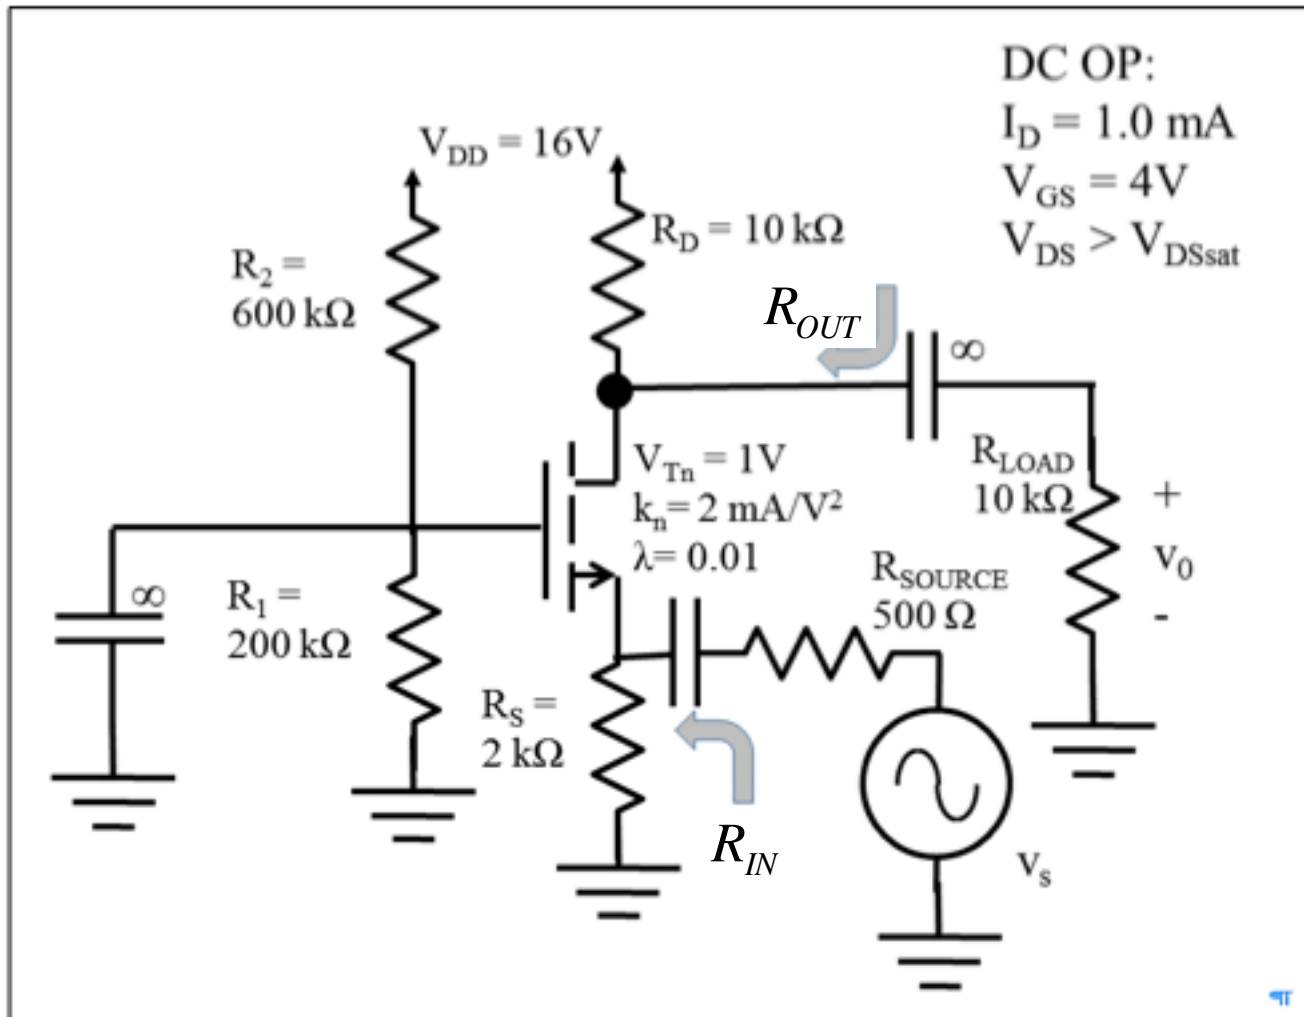 DC OP:
I_D = 1.0 mA
V_GS = 4V
V_DS > V_DSsat
V_DD = 16V
R_D = 10 kΩ
R_2 =
600 kΩ
R_OUT
∞
V_Tn = 1V
k_n= 2 mA/V²
λ= 0.01
R_LOAD
10 kΩ
+
v_0
-
R_SOURCE
500 Ω
∞
R_1 =
200 kΩ
R_S =
2 kΩ
R_IN
v_s
¶